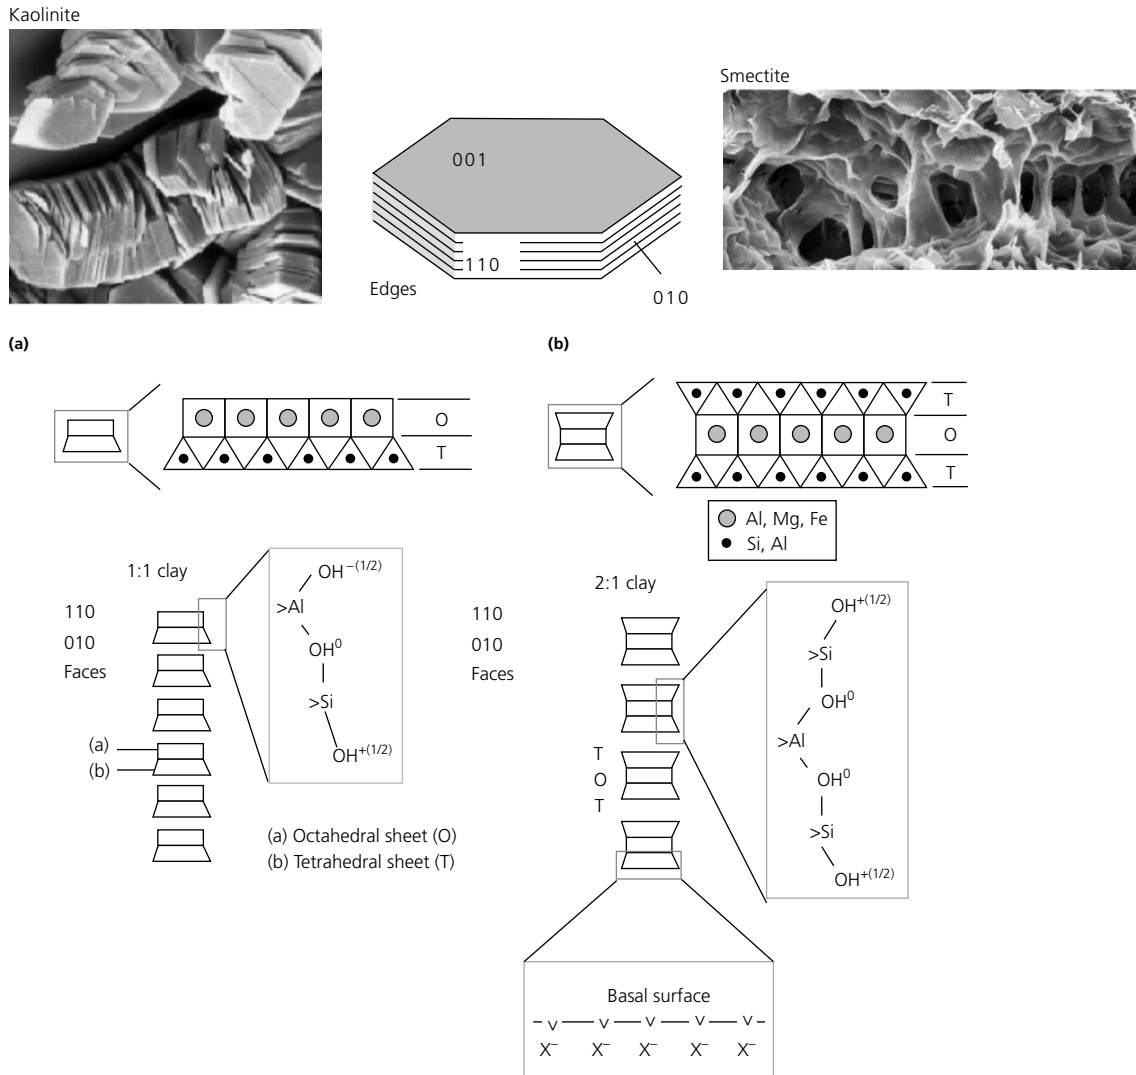 Kaolinite
Smectite
001
110
Edges
010
(a)
(b)
O
T
T
O
T
Al, Mg, Fe
Si, Al
1:1 clay
110
010
Faces
OH−(1/2)
>Al
OH0
>Si
OH+(1/2)
(a)
(b)
(a) Octahedral sheet (O)
(b) Tetrahedral sheet (T)
2:1 clay
110
010
Faces
T
O
T
OH+(1/2)
>Si
OH0
>Al
OH0
>Si
OH+(1/2)
Basal surface
X− X− X− X− X−